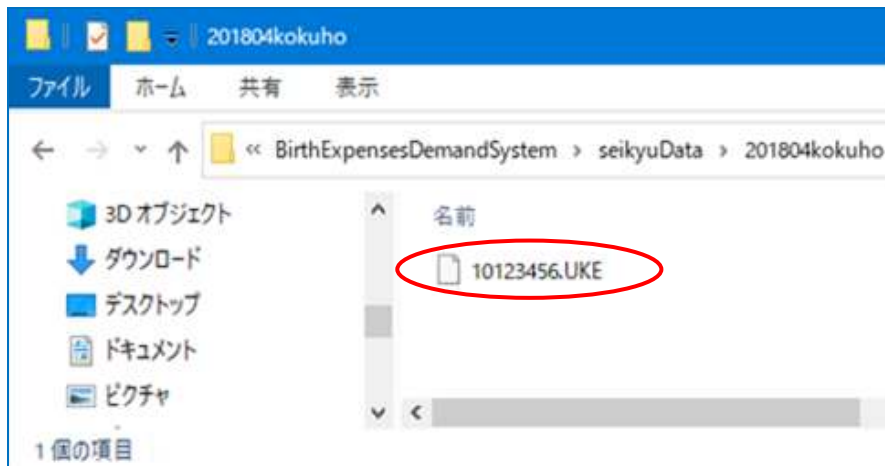 201804kokuho
ファイル ホーム 共有 表示
« BirthExpensesDemandSystem › seikyuData › 201804kokuho
3D オブジェクト
名前
ダウンロード
10123456.UKE
デスクトップ
ドキュメント
ピクチャ
1 個の項目